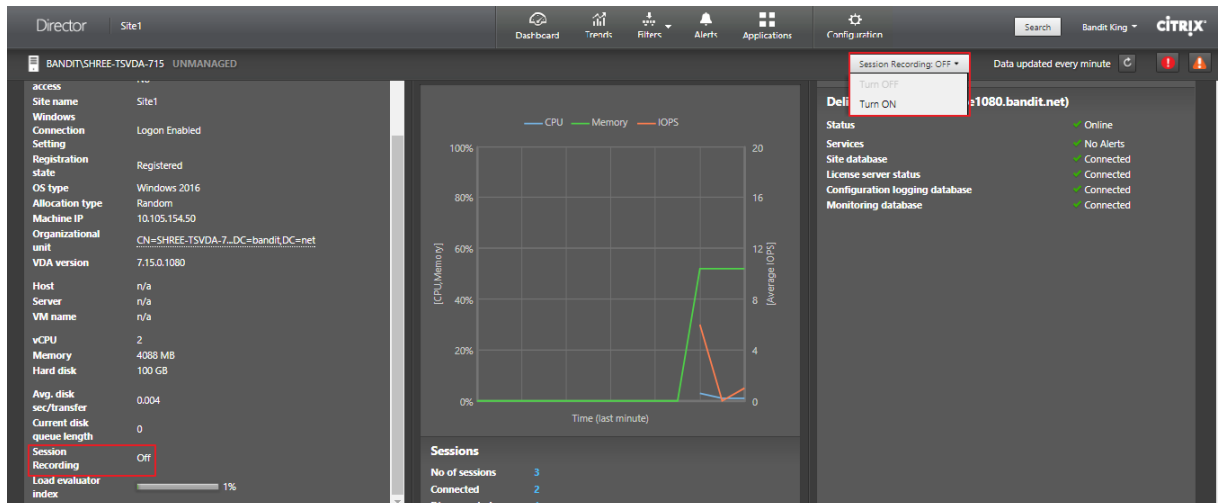 Director Site1
Dashboard Trends Filters Alerts Applications Configuration
Search Bandit King CİTRIX
BANDIT\SHREE-TSVDA-715 UNMANAGED
Session Recording: OFF
Data updated every minute
Turn OFF
Turn ON
access
Site name Site1
Windows
Connection Logon Enabled
Setting
Registration
state Registered
OS type Windows 2016
Allocation type Random
Machine IP 10.105.154.50
Organizational
unit CN=SHREE-TSVDA-7...DC=bandit,DC=net
VDA version 7.15.0.1080
Host n/a
Server n/a
VM name n/a
vCPU 2
Memory 4088 MB
Hard disk 100 GB
Avg. disk
sec/transfer 0.004
Current disk
queue length 0
Session
Recording Off
Load evaluator
index 1%
CPU Memory IOPS
100% 20
80% 16
60% 12
40% 8
20% 4
0% 0
[CPU,Memory]
[Average IOPS]
Time (last minute)
Sessions
No of sessions 3
Connected 2
Deli e1080.bandit.net)
Status Online
Services No Alerts
Site database Connected
License server status Connected
Configuration logging database Connected
Monitoring database Connected